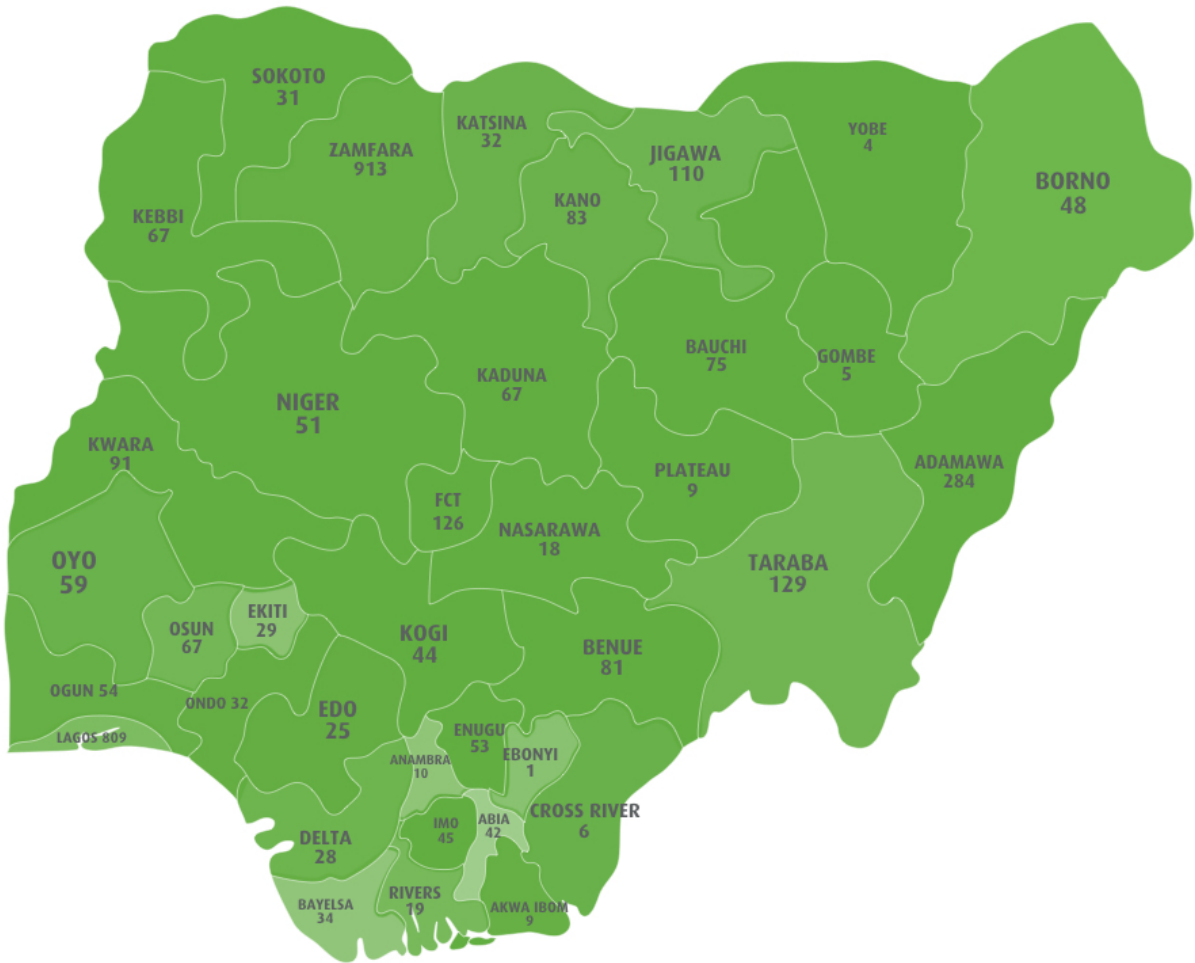 SOKOTO
31
KATSINA
32
ZAMFARA
913
YOBE
4
JIGAWA
110
BORNO
48
KANO
83
KEBBI
67
BAUCHI
75
GOMBE
5
KADUNA
67
NIGER
51
KWARA
91
ADAMAWA
284
PLATEAU
9
FCT
126
NASARAWA
18
OYO
59
TARABA
129
EKITI
29
OSUN
67
KOGI
44
BENUE
81
OGUN 54
ONDO 32
EDO
25
LAGOS 809
ENUGU
53
EBONYI
1
ANAMBRA
10
CROSS RIVER
6
IMO
45
ABIA
42
DELTA
28
RIVERS
19
BAYELSA
34
AKWA IBOM
9